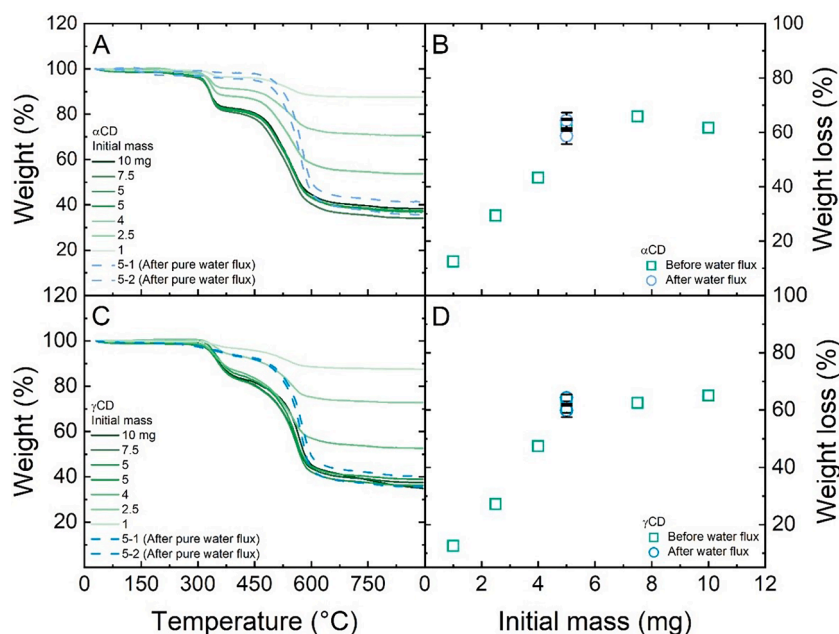 A
Weight (%)
120
100
80
60
40
20
αCD
Initial mass
10 mg
7.5
5
5
4
2.5
1
5-1 (After pure water flux)
5-2 (After pure water flux)
B
Weight loss (%)
100
80
60
40
20
αCD
Before water flux
After water flux
C
Weight (%)
120
100
80
60
40
20
γCD
Initial mass
10 mg
7.5
5
5
4
2.5
1
5-1 (After pure water flux)
5-2 (After pure water flux)
0 150 300 450 600 750
Temperature (°C)
D
Weight loss (%)
100
80
60
40
20
γCD
Before water flux
After water flux
0 2 4 6 8 10 12
Initial mass (mg)